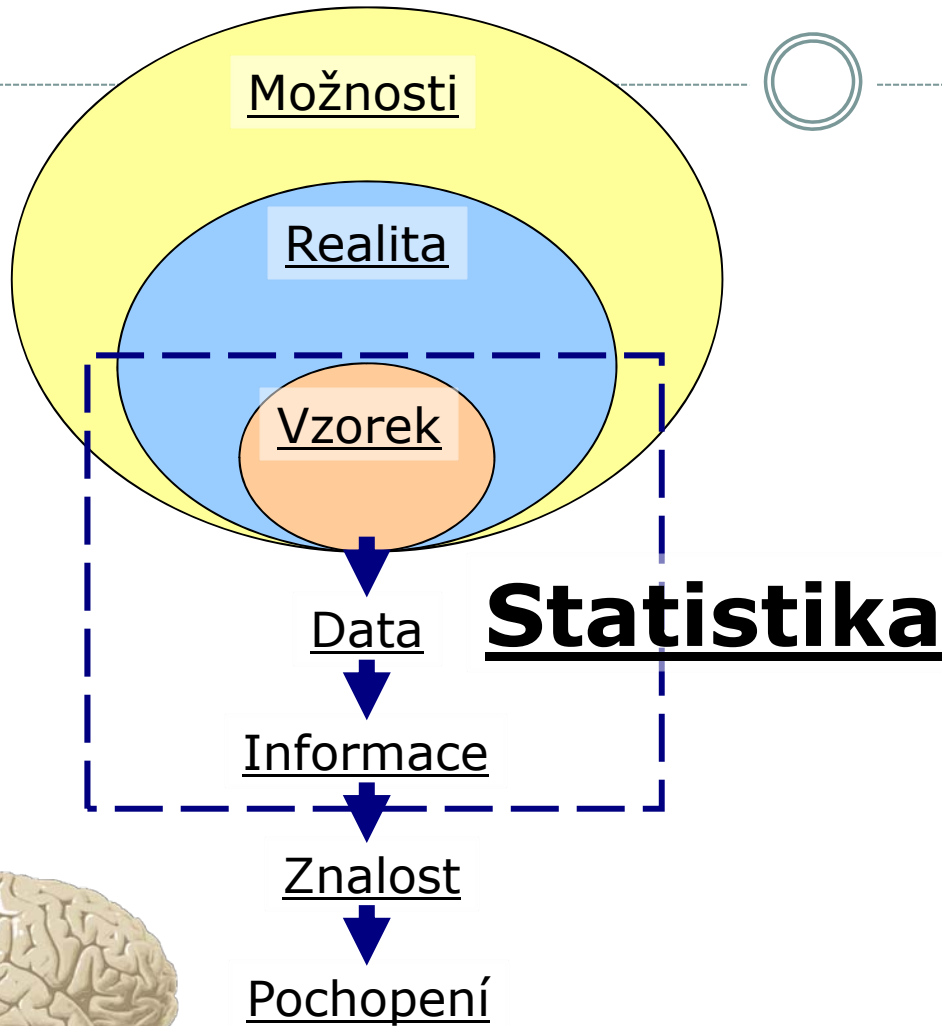 Možnosti
Realita
Vzorek
Data
Statistika
Informace
Znalost
Pochopení